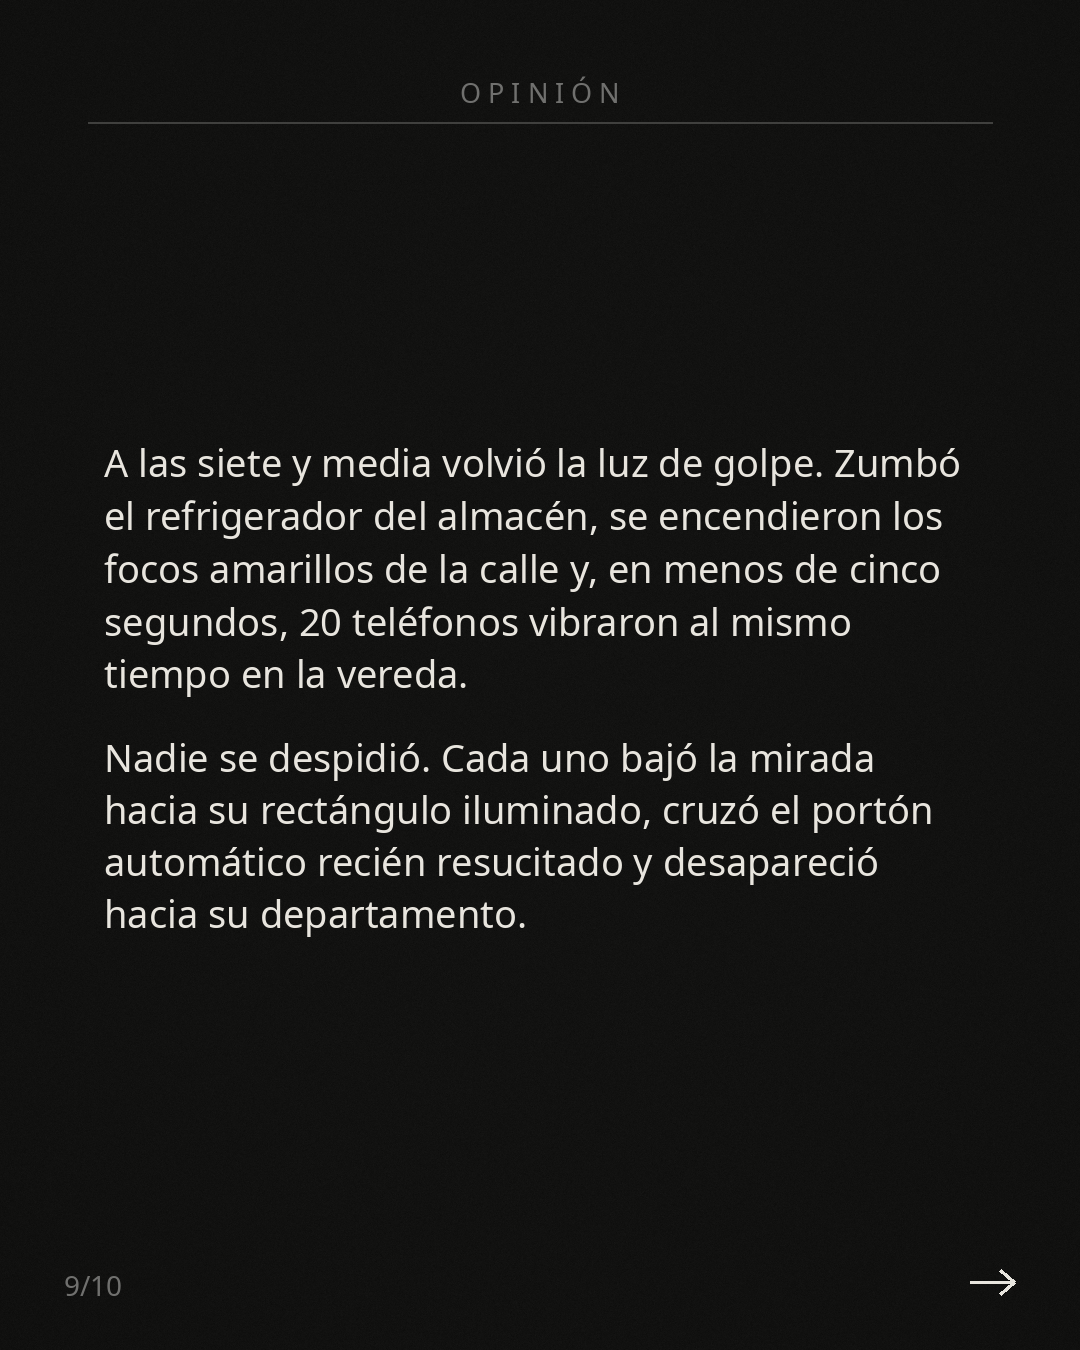 OPINIÓN
A las siete y media volvió la luz de golpe. Zumbó
el refrigerador del almacén, se encendieron los
focos amarillos de la calle y, en menos de cinco
segundos, 20 teléfonos vibraron al mismo
tiempo en la vereda.
Nadie se despidió. Cada uno bajó la mirada
hacia su rectángulo iluminado, cruzó el portón
automático recién resucitado y desapareció
hacia su departamento.
9/10